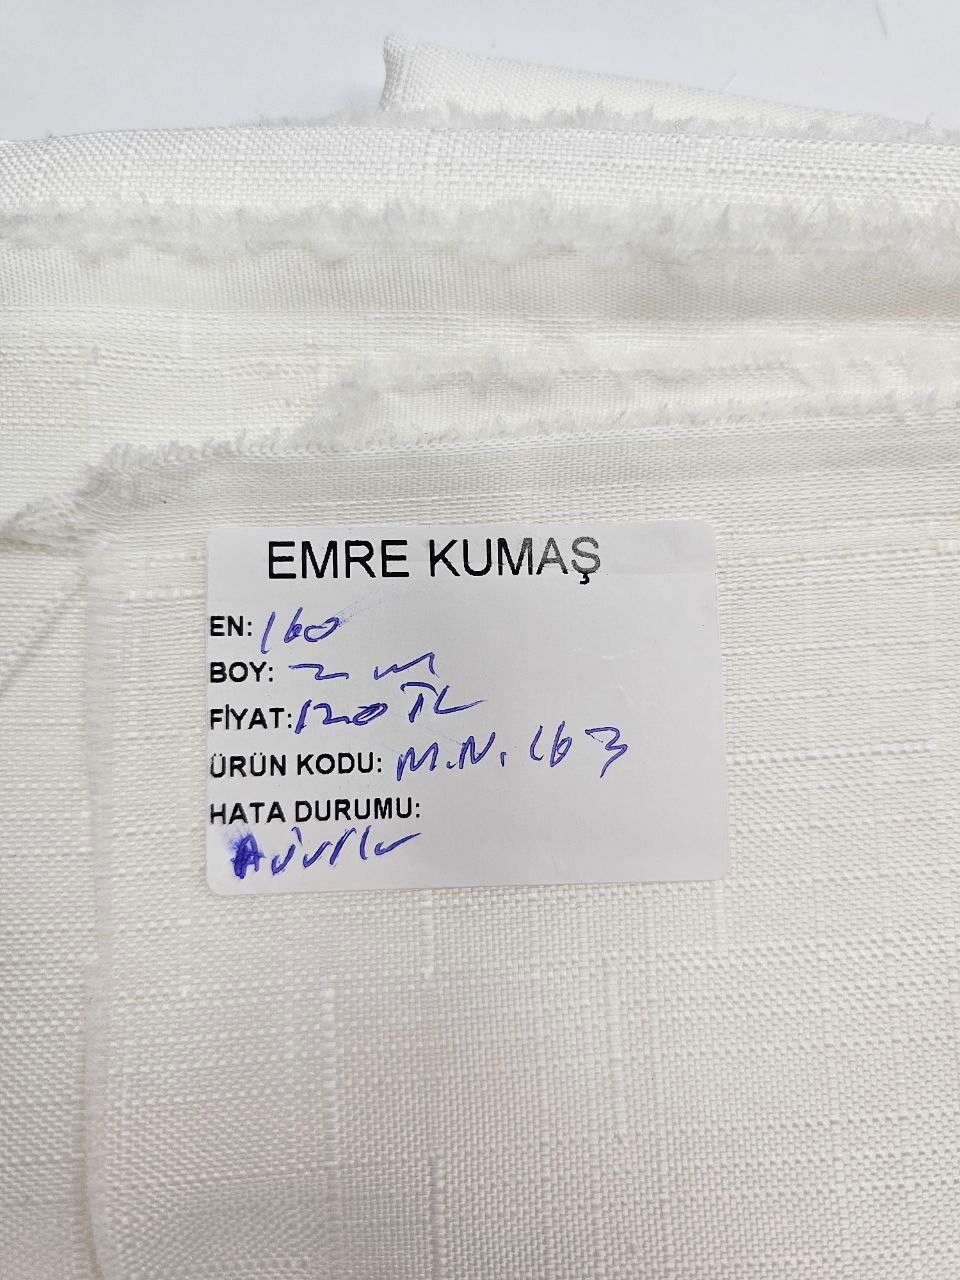 EMRE KUMAŞ
EN: 160
BOY: 2 m
FİYAT: 120 TL
ÜRÜN KODU: M.N. 163
HATA DURUMU: